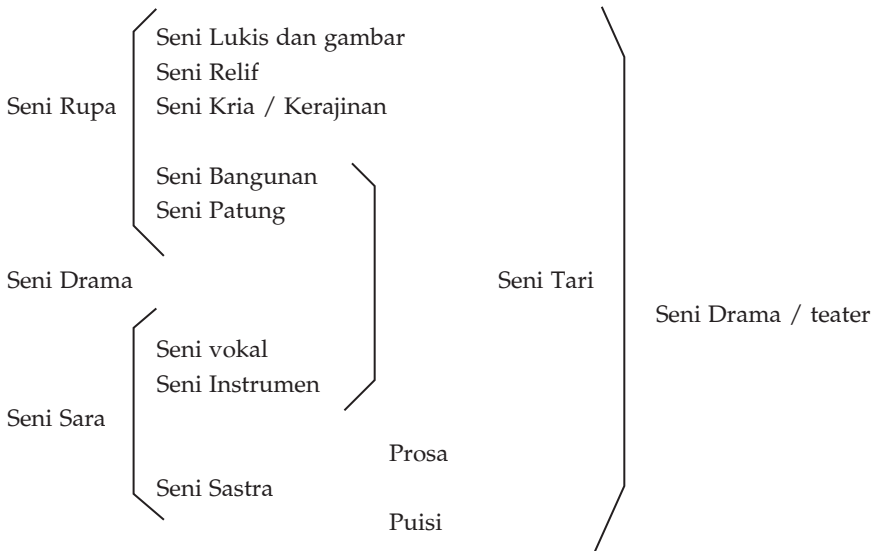 Seni Lukis dan gambar
Seni Relif
Seni Rupa Seni Kria / Kerajinan
Seni Bangunan
Seni Patung
Seni Drama Seni Tari
Seni Drama / teater
Seni vokal
Seni Instrumen
Seni Sara
Prosa
Seni Sastra
Puisi